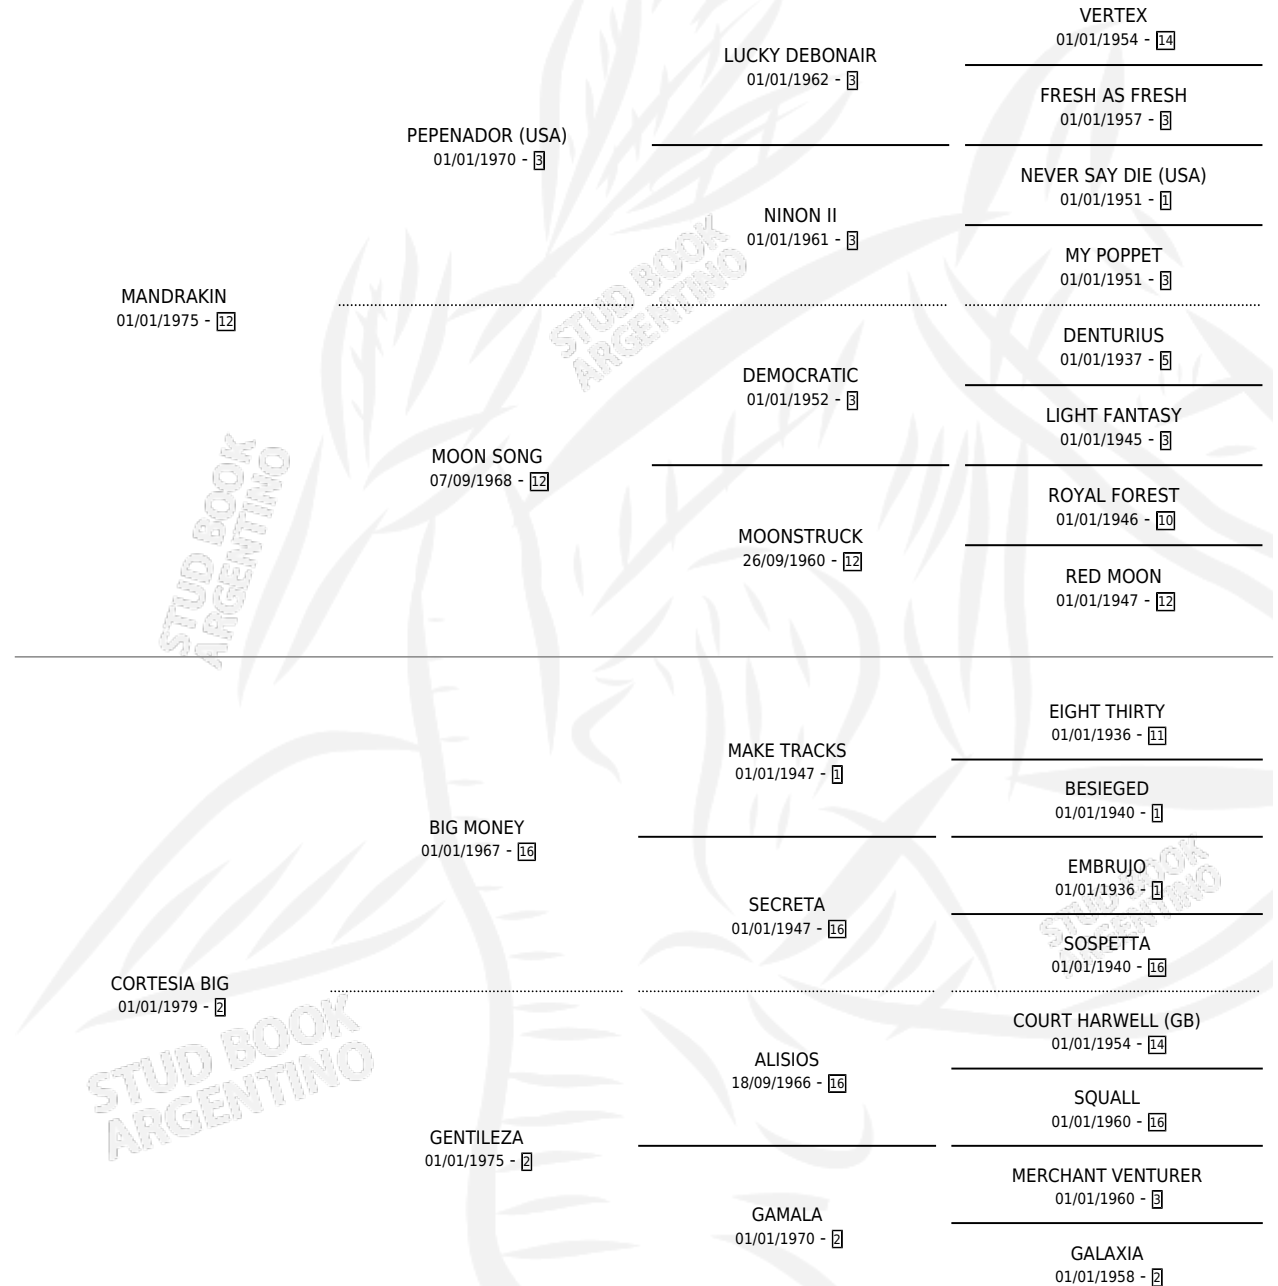 VERTEX
01/01/1954 - 14
LUCKY DEBONAIR
01/01/1962 - 3
FRESH AS FRESH
01/01/1957 - 3
PEPENADOR (USA)
01/01/1970 - 3
NEVER SAY DIE (USA)
01/01/1951 - 1
NINON II
01/01/1961 - 3
MY POPPET
01/01/1951 - 3
MANDRAKIN
01/01/1975 - 12
DENTURIUS
01/01/1937 - 5
DEMOCRATIC
01/01/1952 - 3
LIGHT FANTASY
01/01/1945 - 3
MOON SONG
07/09/1968 - 12
ROYAL FOREST
01/01/1946 - 10
MOONSTRUCK
26/09/1960 - 12
RED MOON
01/01/1947 - 12
STUD BOOK
ARGENTINO
STUD BOOK
ARGENTINO
EIGHT THIRTY
01/01/1936 - 11
MAKE TRACKS
01/01/1947 - 1
BESIEGED
01/01/1940 - 1
BIG MONEY
01/01/1967 - 16
EMBRUJO
01/01/1936 - 1
SECRETA
01/01/1947 - 16
SOSPETTA
01/01/1940 - 16
CORTESIA BIG
01/01/1979 - 2
COURT HARWELL (GB)
01/01/1954 - 14
ALISIOS
18/09/1966 - 16
SQUALL
01/01/1960 - 16
GENTILEZA
01/01/1975 - 2
MERCHANT VENTURER
01/01/1960 - 3
GAMALA
01/01/1970 - 2
GALAXIA
01/01/1958 - 2
STUD BOOK
ARGENTINO
STUD BOOK
ARGENTINO